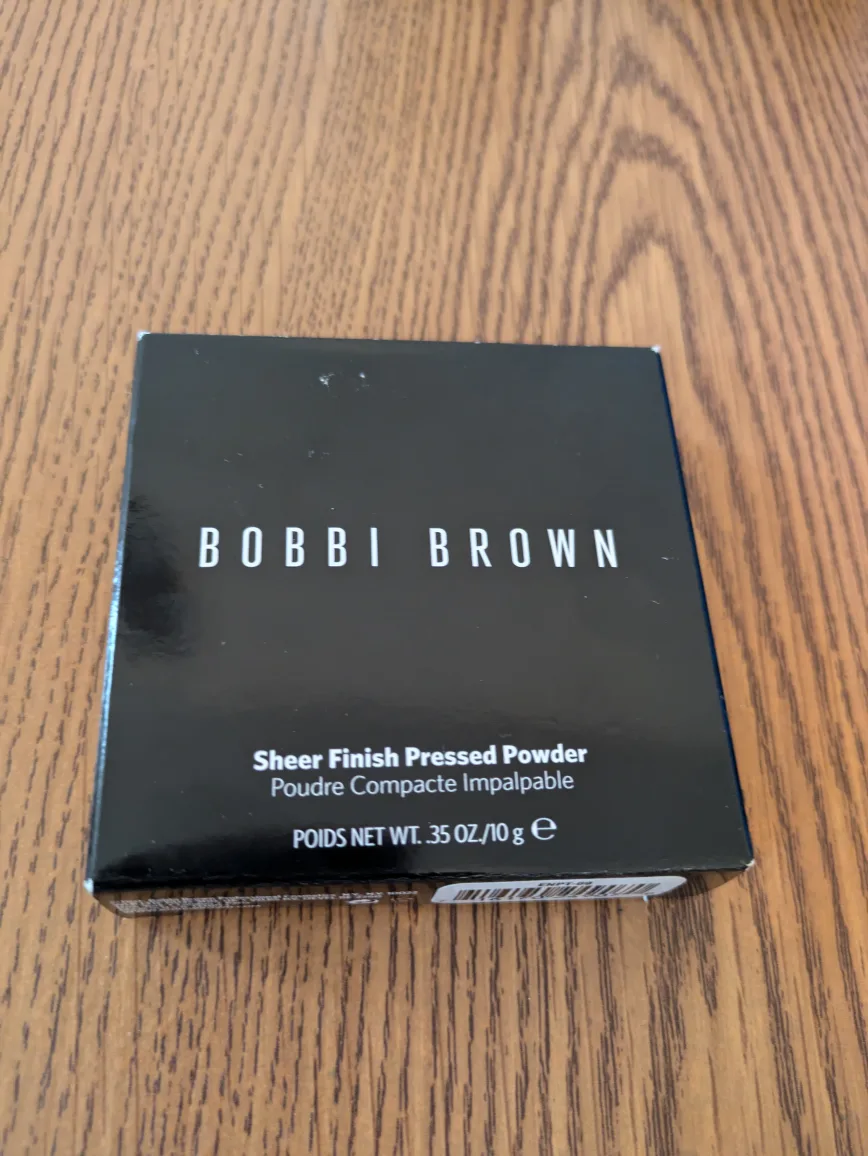 BOBBI BROWN
Sheer Finish Pressed Powder
Poudre Compacte Impalpable
POIDS NET WT. .35 OZ./10 g ℮